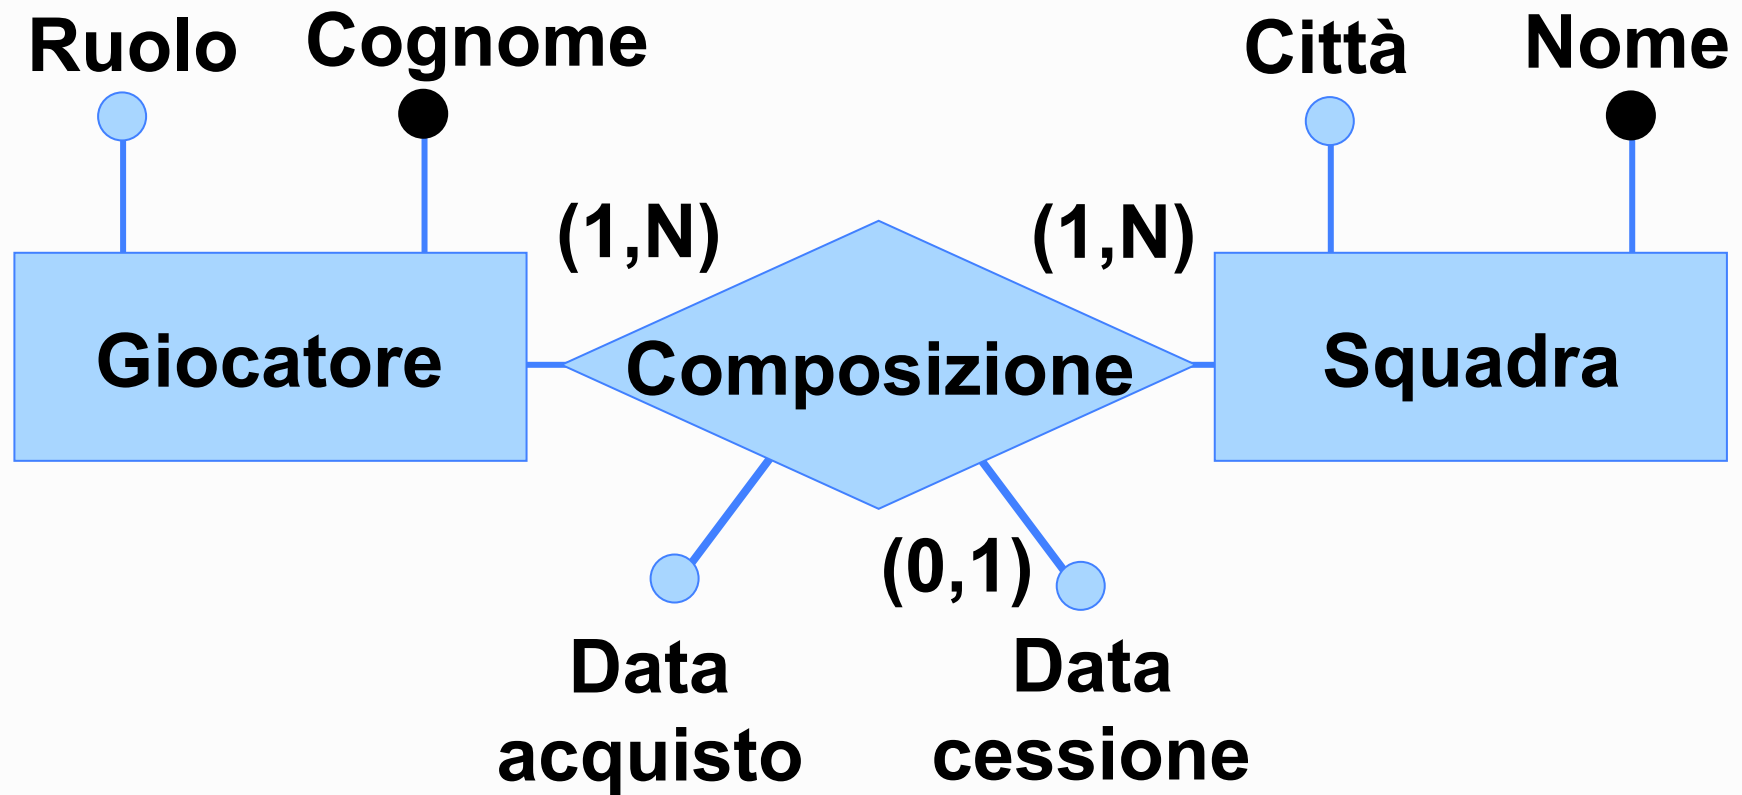 Ruolo
Cognome
Città
Nome
(1,N)
(1,N)
Giocatore
Composizione
Squadra
(0,1)
Data
acquisto
Data
cessione